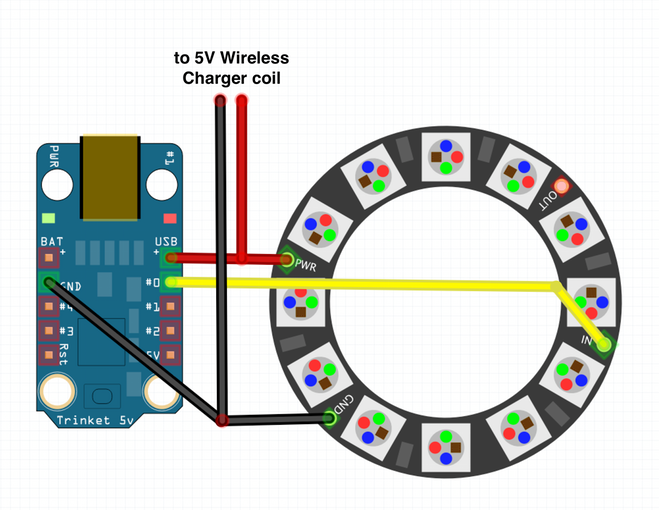 to 5V Wireless
Charger coil
PWR
#1
BAT
+
USB
+
GND
#0
#4
#1
#3
#2
Rst
5V
Trinket 5v
OUT
PWR
IN
GND